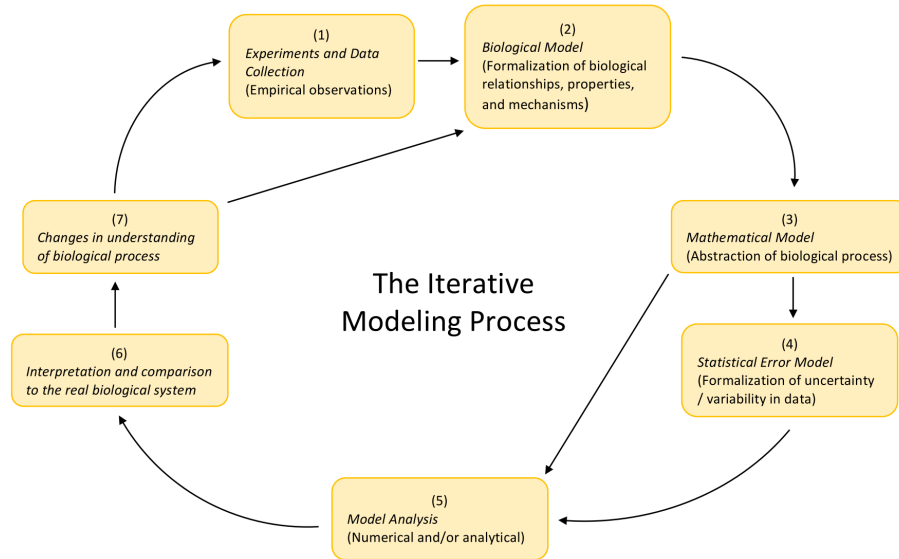 (1)
Experiments and Data
Collection
(Empirical observations)
(2)
Biological Model
(Formalization of biological
relationships, properties,
and mechanisms)
(3)
Mathematical Model
(Abstraction of biological process)
(4)
Statistical Error Model
(Formalization of uncertainty
/ variability in data)
(5)
Model Analysis
(Numerical and/or analytical)
(6)
Interpretation and comparison
to the real biological system
(7)
Changes in understanding
of biological process
The Iterative
Modeling Process